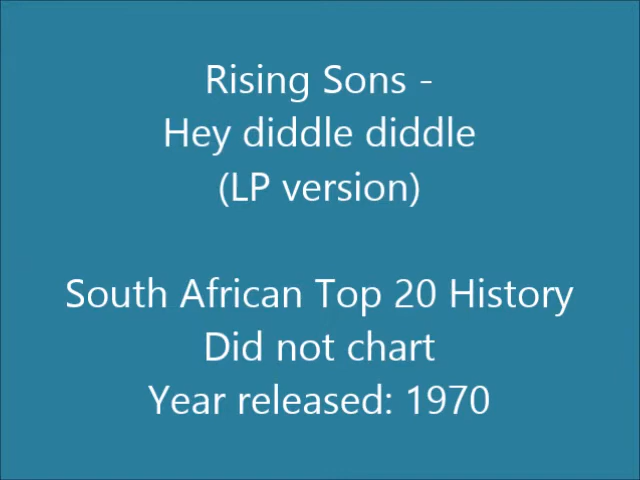 Rising Sons -
Hey diddle diddle
(LP version)
South African Top 20 History
Did not chart
Year released: 1970